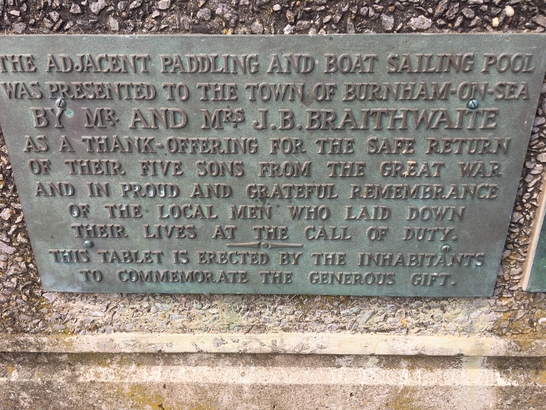 THE ADJACENT PADDLING AND BOAT SAILING POOL
WAS PRESENTED TO THE TOWN OF BURNHAM-ON-SEA
BY MR AND MRS J.B.BRAITHWAITE
AS A THANK-OFFERING FOR THE SAFE RETURN
OF THEIR FIVE SONS FROM THE GREAT WAR
AND IN PROUD AND GRATEFUL REMEMBRANCE
OF THE LOCAL MEN WHO LAID DOWN
THEIR LIVES AT THE CALL OF DUTY.
THIS TABLET IS ERECTED BY THE INHABITANTS
TO COMMEMORATE THE GENEROUS GIFT.